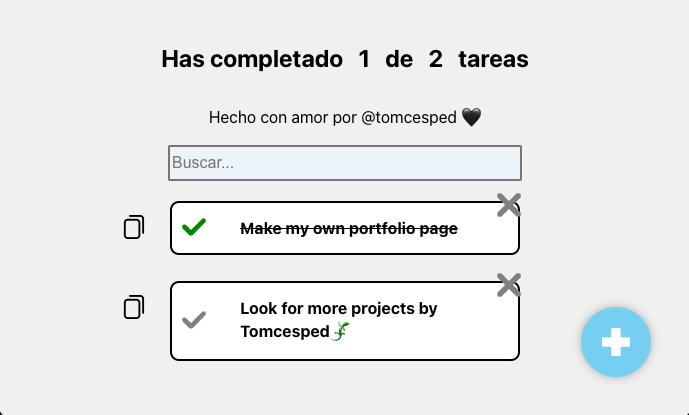 Has completado 1 de 2 tareas
Hecho con amor por @tomcesped 🖤
Buscar...
Make my own portfolio page
Look for more projects by
Tomcesped🦎